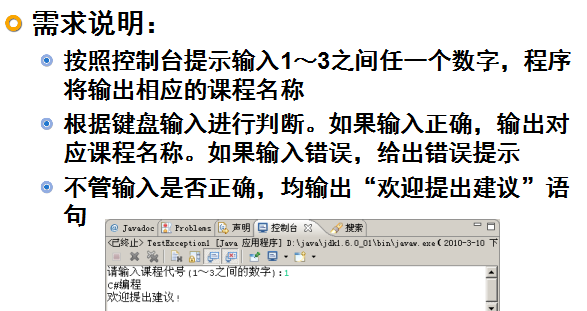 需求说明：
按照控制台提示输入1～3之间任一个数字，程序
将输出相应的课程名称
根据键盘输入进行判断。如果输入正确，输出对
应课程名称。如果输入错误，给出错误提示
不管输入是否正确，均输出“欢迎提出建议”语
句
@ Javadoc Problems 声明 控制台 搜索
<已终止> TestException1 [Java 应用程序] D:\java\jdk1.6.0_01\bin\javaw.exe( 2010-3-10 下
请输入课程代号(1～3之间的数字):1
C#编程
欢迎提出建议!